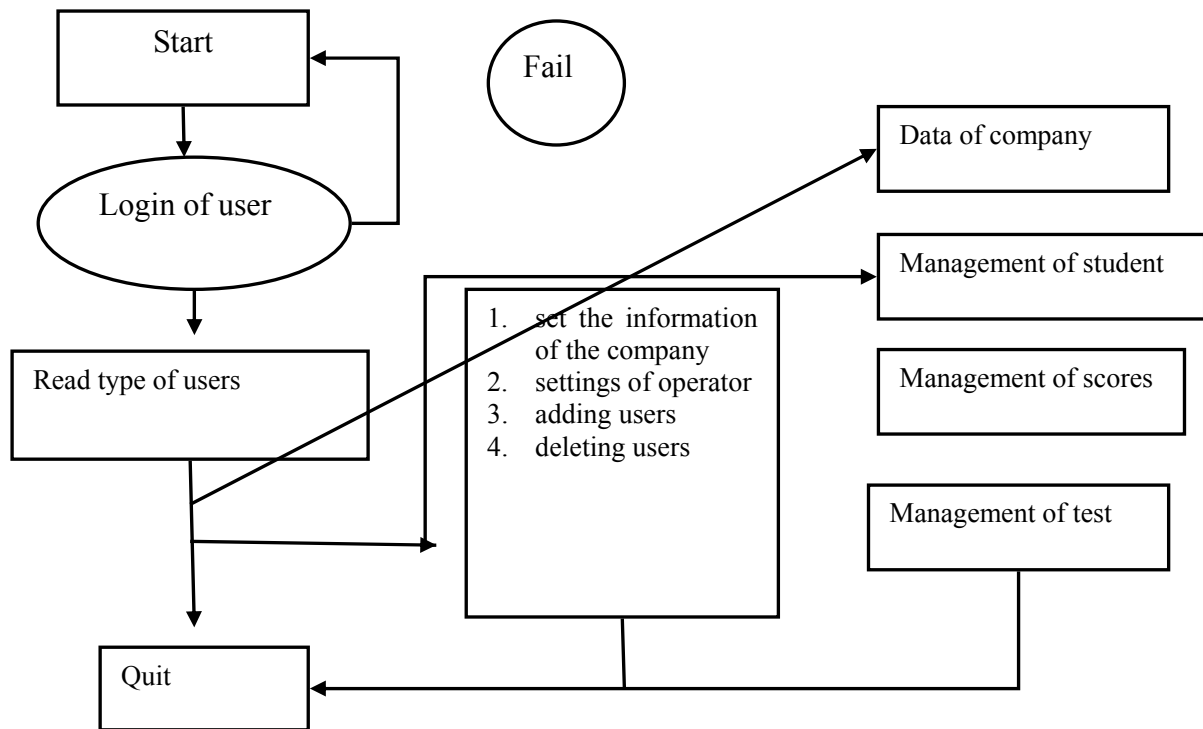 Start
Fail
Data of company
Login of user
Management of student
1. set the information
of the company
2. settings of operator
3. adding users
4. deleting users
Read type of users
Management of scores
Management of test
Quit